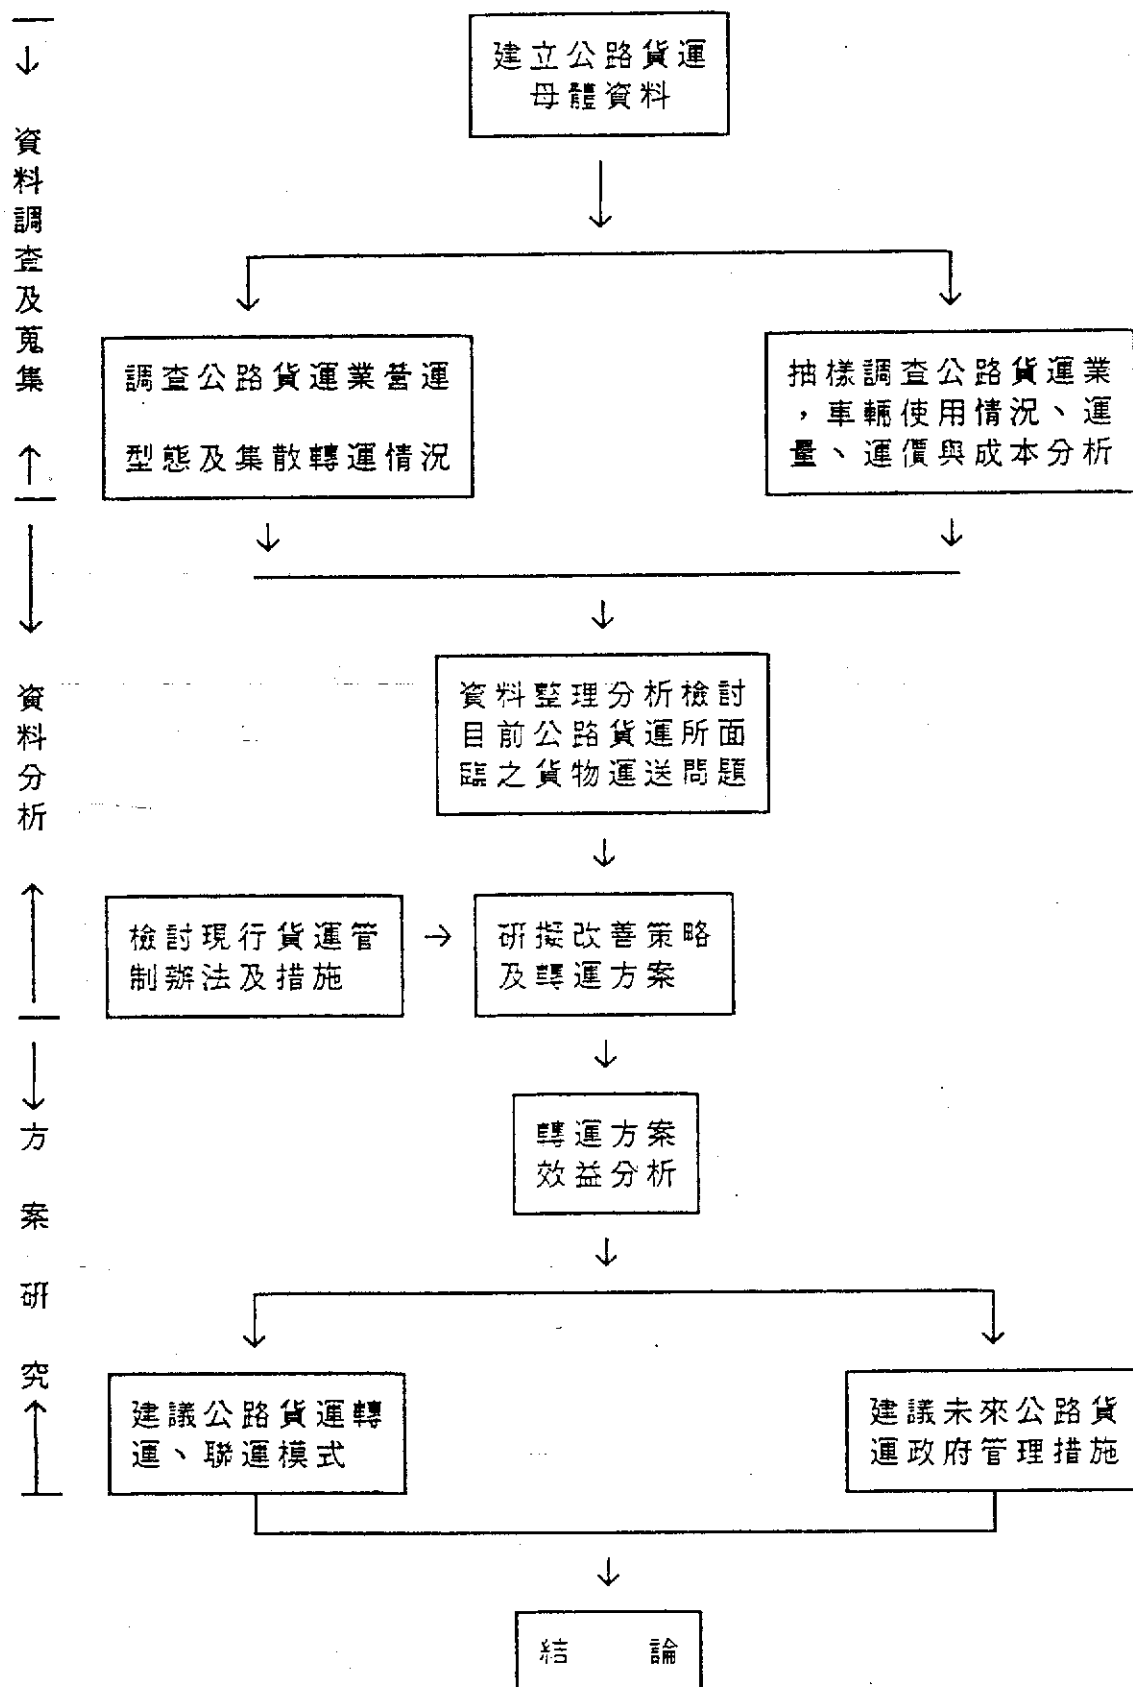 建立公路貨運
母體資料
資料調查及蒐集
調查公路貨運業營運
型態及集散轉運情況
抽樣調查公路貨運業
，車輛使用情況、運
量、運價與成本分析
資料分析
資料整理分析檢討
目前公路貨運所面
臨之貨物運送問題
檢討現行貨運管
制辦法及措施
研擬改善策略
及轉運方案
方案研究
轉運方案
效益分析
建議公路貨運轉
運、聯運模式
建議未來公路貨
運政府管理措施
結論